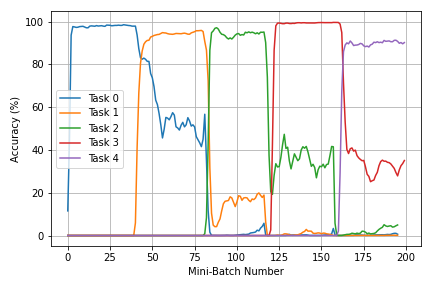 100
80
60
40
20
0
Accuracy (%)
Task 0
Task 1
Task 2
Task 3
Task 4
0 25 50 75 100 125 150 175 200
Mini-Batch Number